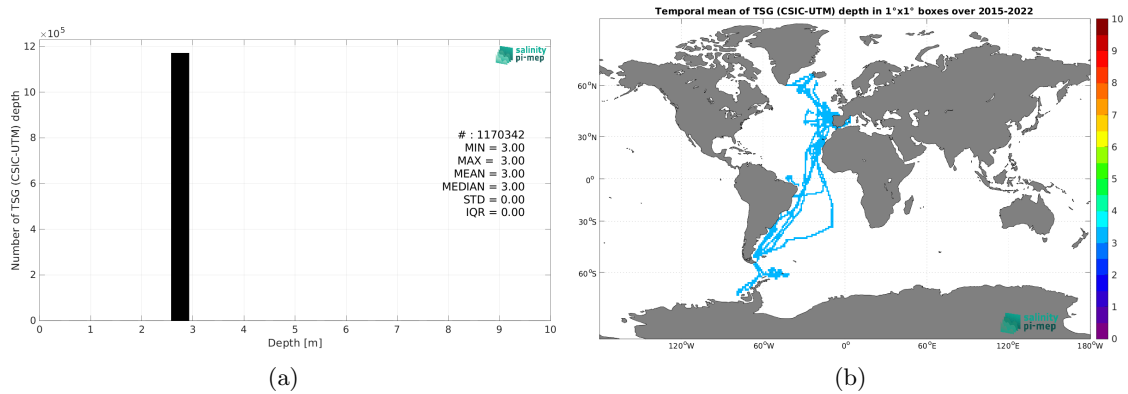 ×10⁵
12
10
8
6
4
2
0
Number of TSG (CSIC-UTM) depth
0 1 2 3 4 5 6 7 8 9 10
Depth [m]
salinity
pi-mep
# : 1170342
MIN = 3.00
MAX = 3.00
MEAN = 3.00
MEDIAN = 3.00
STD = 0.00
IQR = 0.00
(a)
Temporal mean of TSG (CSIC-UTM) depth in 1°x1° boxes over 2015-2022
60°N
30°N
0°
30°S
60°S
120°W 60°W 0° 60°E 120°E 180°W
salinity
pi-mep
10
9
8
7
6
5
4
3
2
1
0
(b)